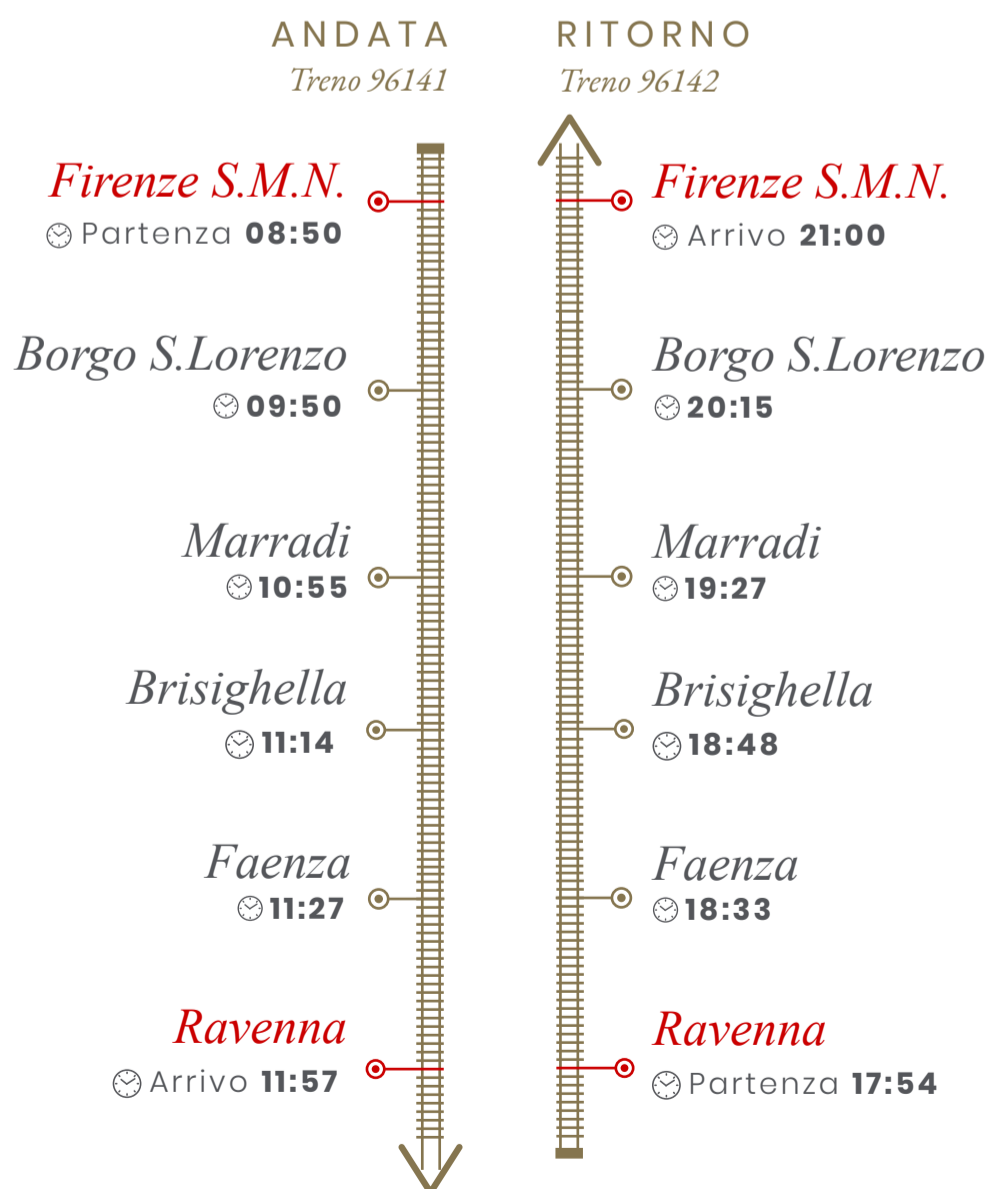 ANDATA
Treno 96141
Firenze S.M.N.
Partenza 08:50
Borgo S.Lorenzo
09:50
Marradi
10:55
Brisighella
11:14
Faenza
11:27
Ravenna
Arrivo 11:57
RITORNO
Treno 96142
Firenze S.M.N.
Arrivo 21:00
Borgo S.Lorenzo
20:15
Marradi
19:27
Brisighella
18:48
Faenza
18:33
Ravenna
Partenza 17:54